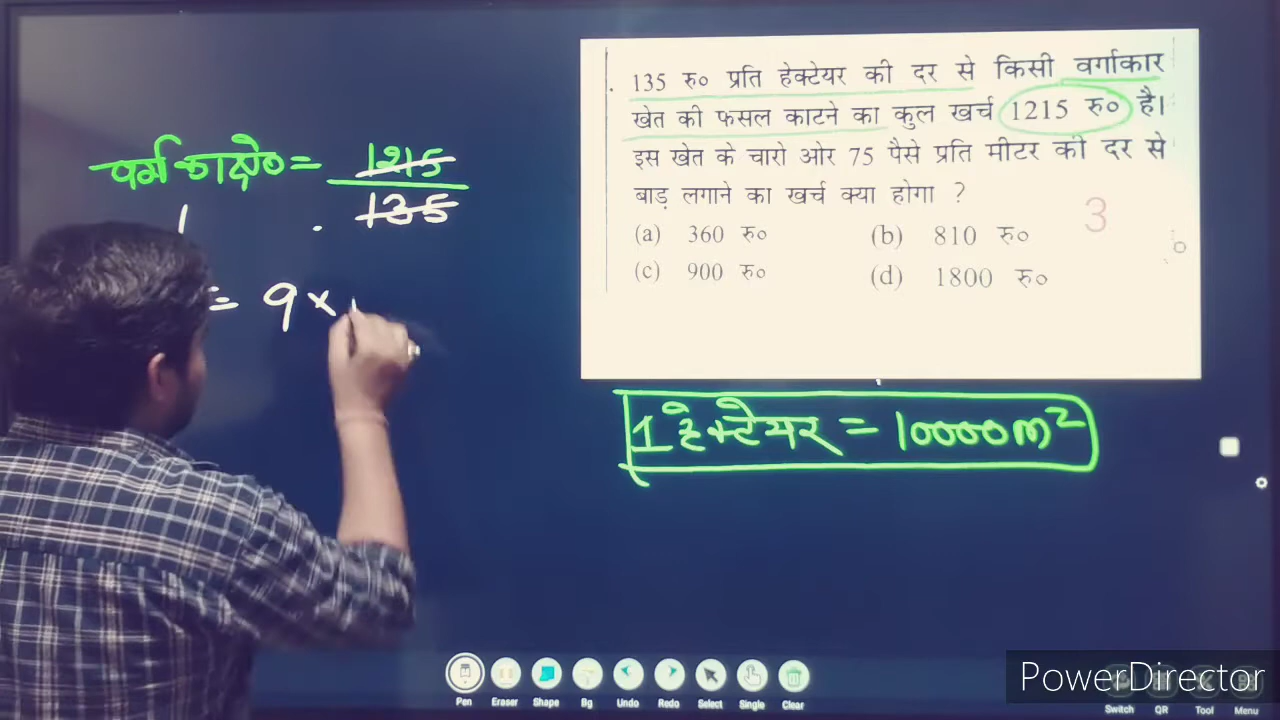 135 रु० प्रति हेक्टेयर की दर से किसी वर्गाकार
खेत की फसल काटने का कुल खर्च 1215 रु० है।
इस खेत के चारो ओर 75 पैसे प्रति मीटर की दर से
बाड़ लगाने का खर्च क्या होगा ?
(a) 360 रु० (b) 810 रु०
(c) 900 रु० (d) 1800 रु०
3
वर्ग का क्षे० = 1215
135
= 9 ×
1 हेक्टेयर = 10000m²
Pen Eraser Shape Bg Undo Redo Select Single Clear
Switch QR Tool Menu
PowerDirector